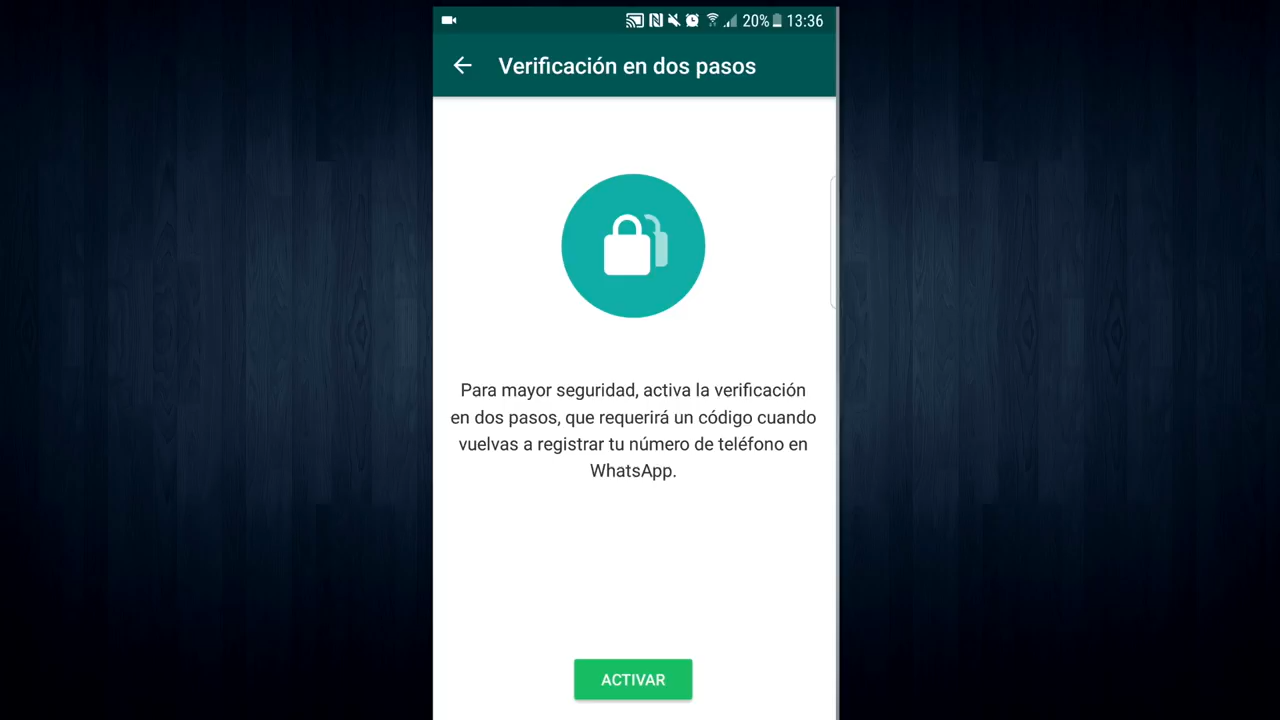 20% 13:36
Verificación en dos pasos
Para mayor seguridad, activa la verificación
en dos pasos, que requerirá un código cuando
vuelvas a registrar tu número de teléfono en
WhatsApp.
ACTIVAR